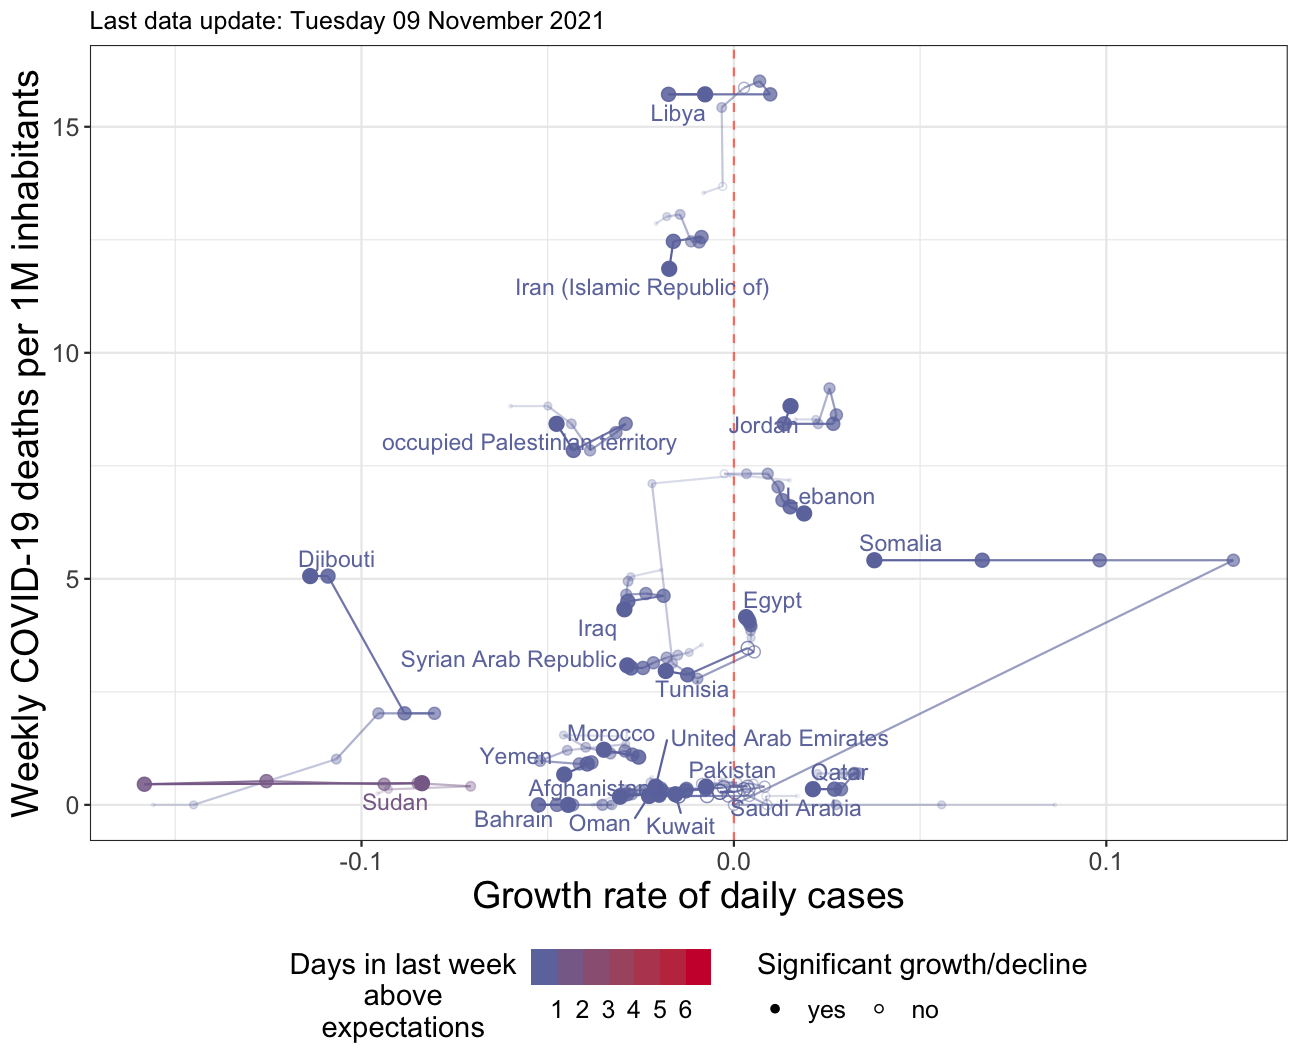 Last data update: Tuesday 09 November 2021
Weekly COVID-19 deaths per 1M inhabitants
15
10
5
0
Libya
Iran (Islamic Republic of)
Jordan
occupied Palestinian territory
Lebanon
Somalia
Djibouti
Egypt
Iraq
Syrian Arab Republic
Tunisia
Morocco
United Arab Emirates
Yemen
Pakistan
Qatar
Afghanistan
Sudan
Saudi Arabia
Bahrain
Oman
Kuwait
-0.1
0.0
0.1
Growth rate of daily cases
Days in last week
above
expectations
1 2 3 4 5 6
Significant growth/decline
yes
no